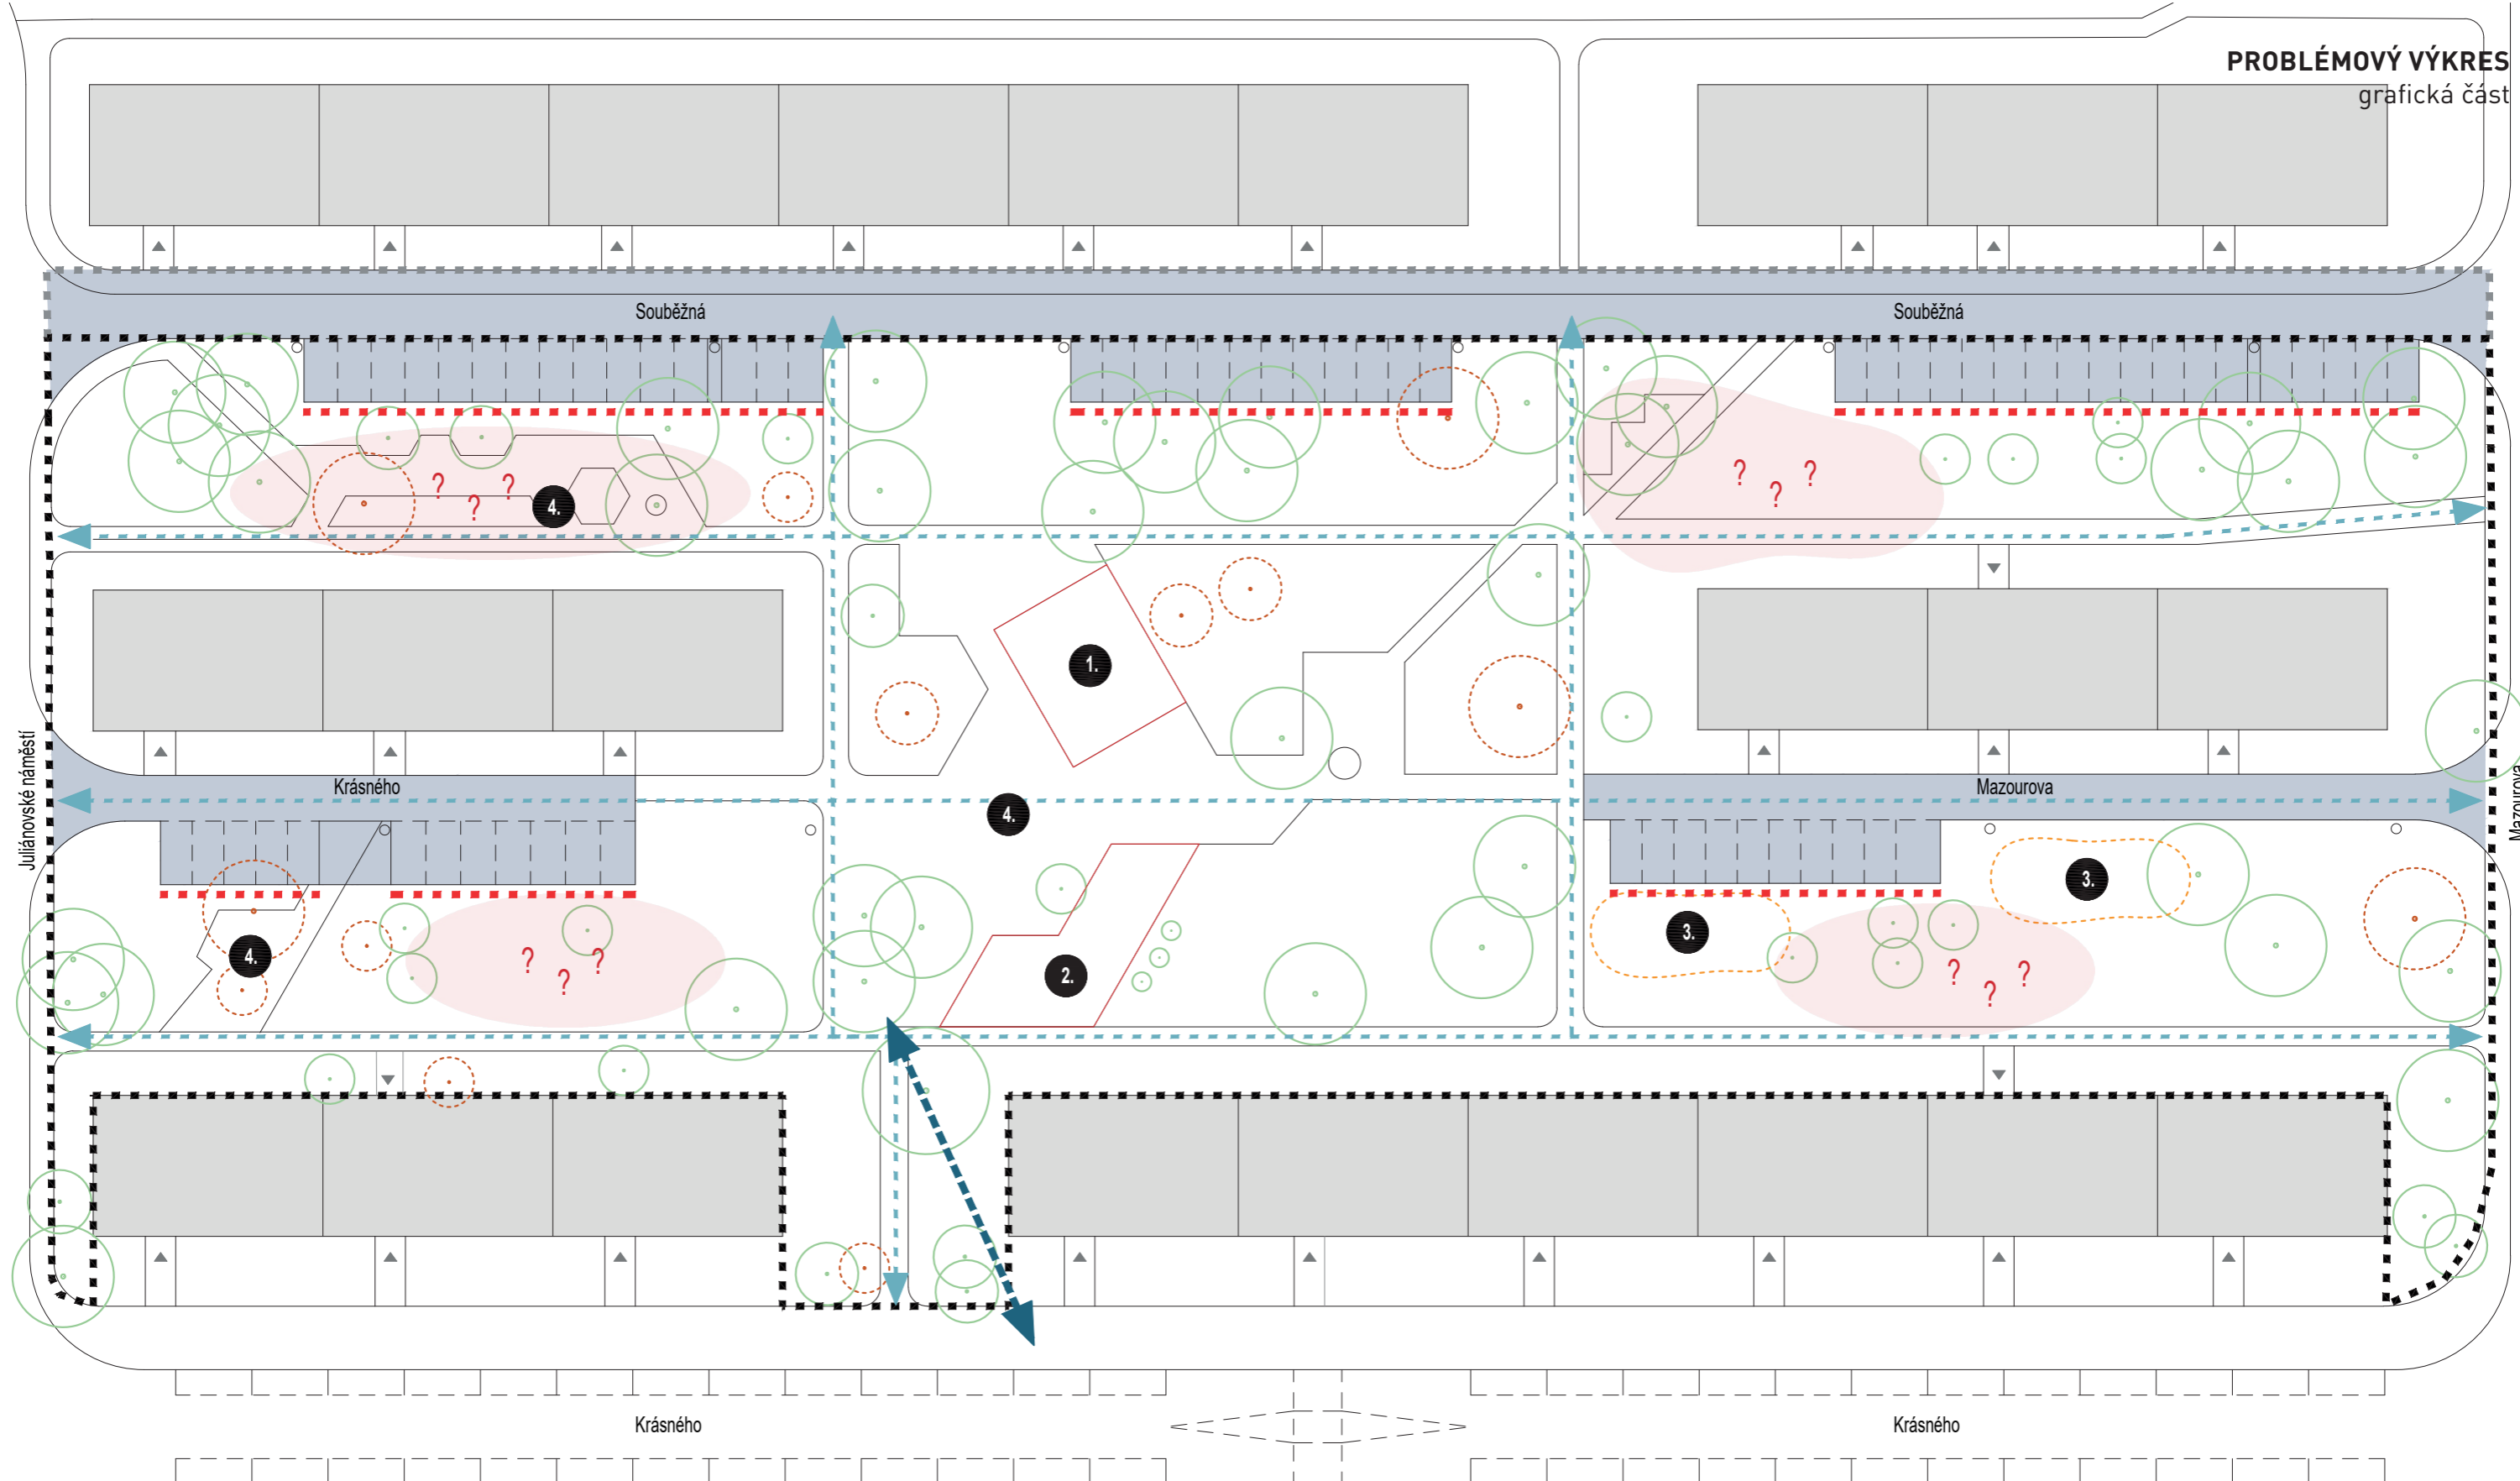 PROBLÉMOVÝ VÝKRES
grafická část
Souběžná
Souběžná
? ? ?
4.
? ? ?
1.
Juliánovské náměstí
Krásného
4.
Mazourova
Mazourova
3.
3.
4.
? ? ?
2.
? ? ?
Krásného
Krásného